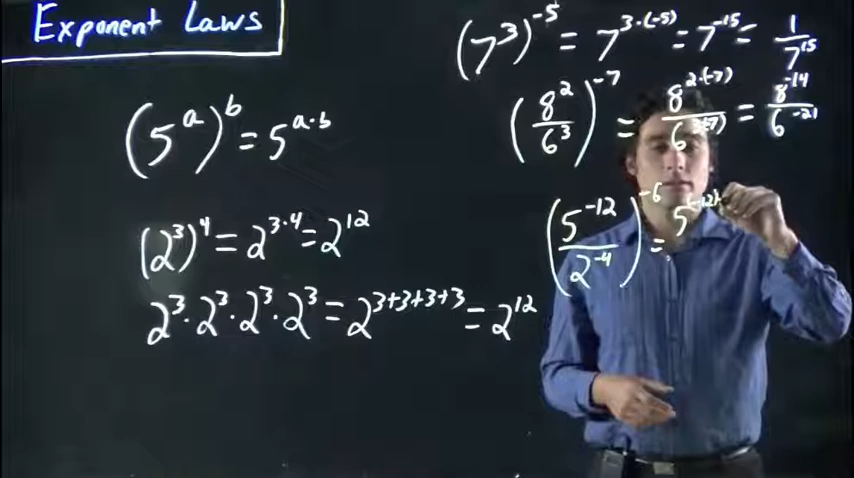 Exponent Laws
(5^a)^b = 5^{a·b}
(2^3)^4 = 2^{3·4} = 2^{12}
2^3 · 2^3 · 2^3 · 2^3 = 2^{3+3+3+3} = 2^{12}
(7^3)^{-5} = 7^{3·(-5)} = 7^{-15} = 1/7^{15}
(8^2/6^3)^{-7} = 8^{2·(-7)}/6^{3(-7)} = 8^{-14}/6^{-21}
(5^{-12}/2^{-4})^{-6} = 5^{(-12)·